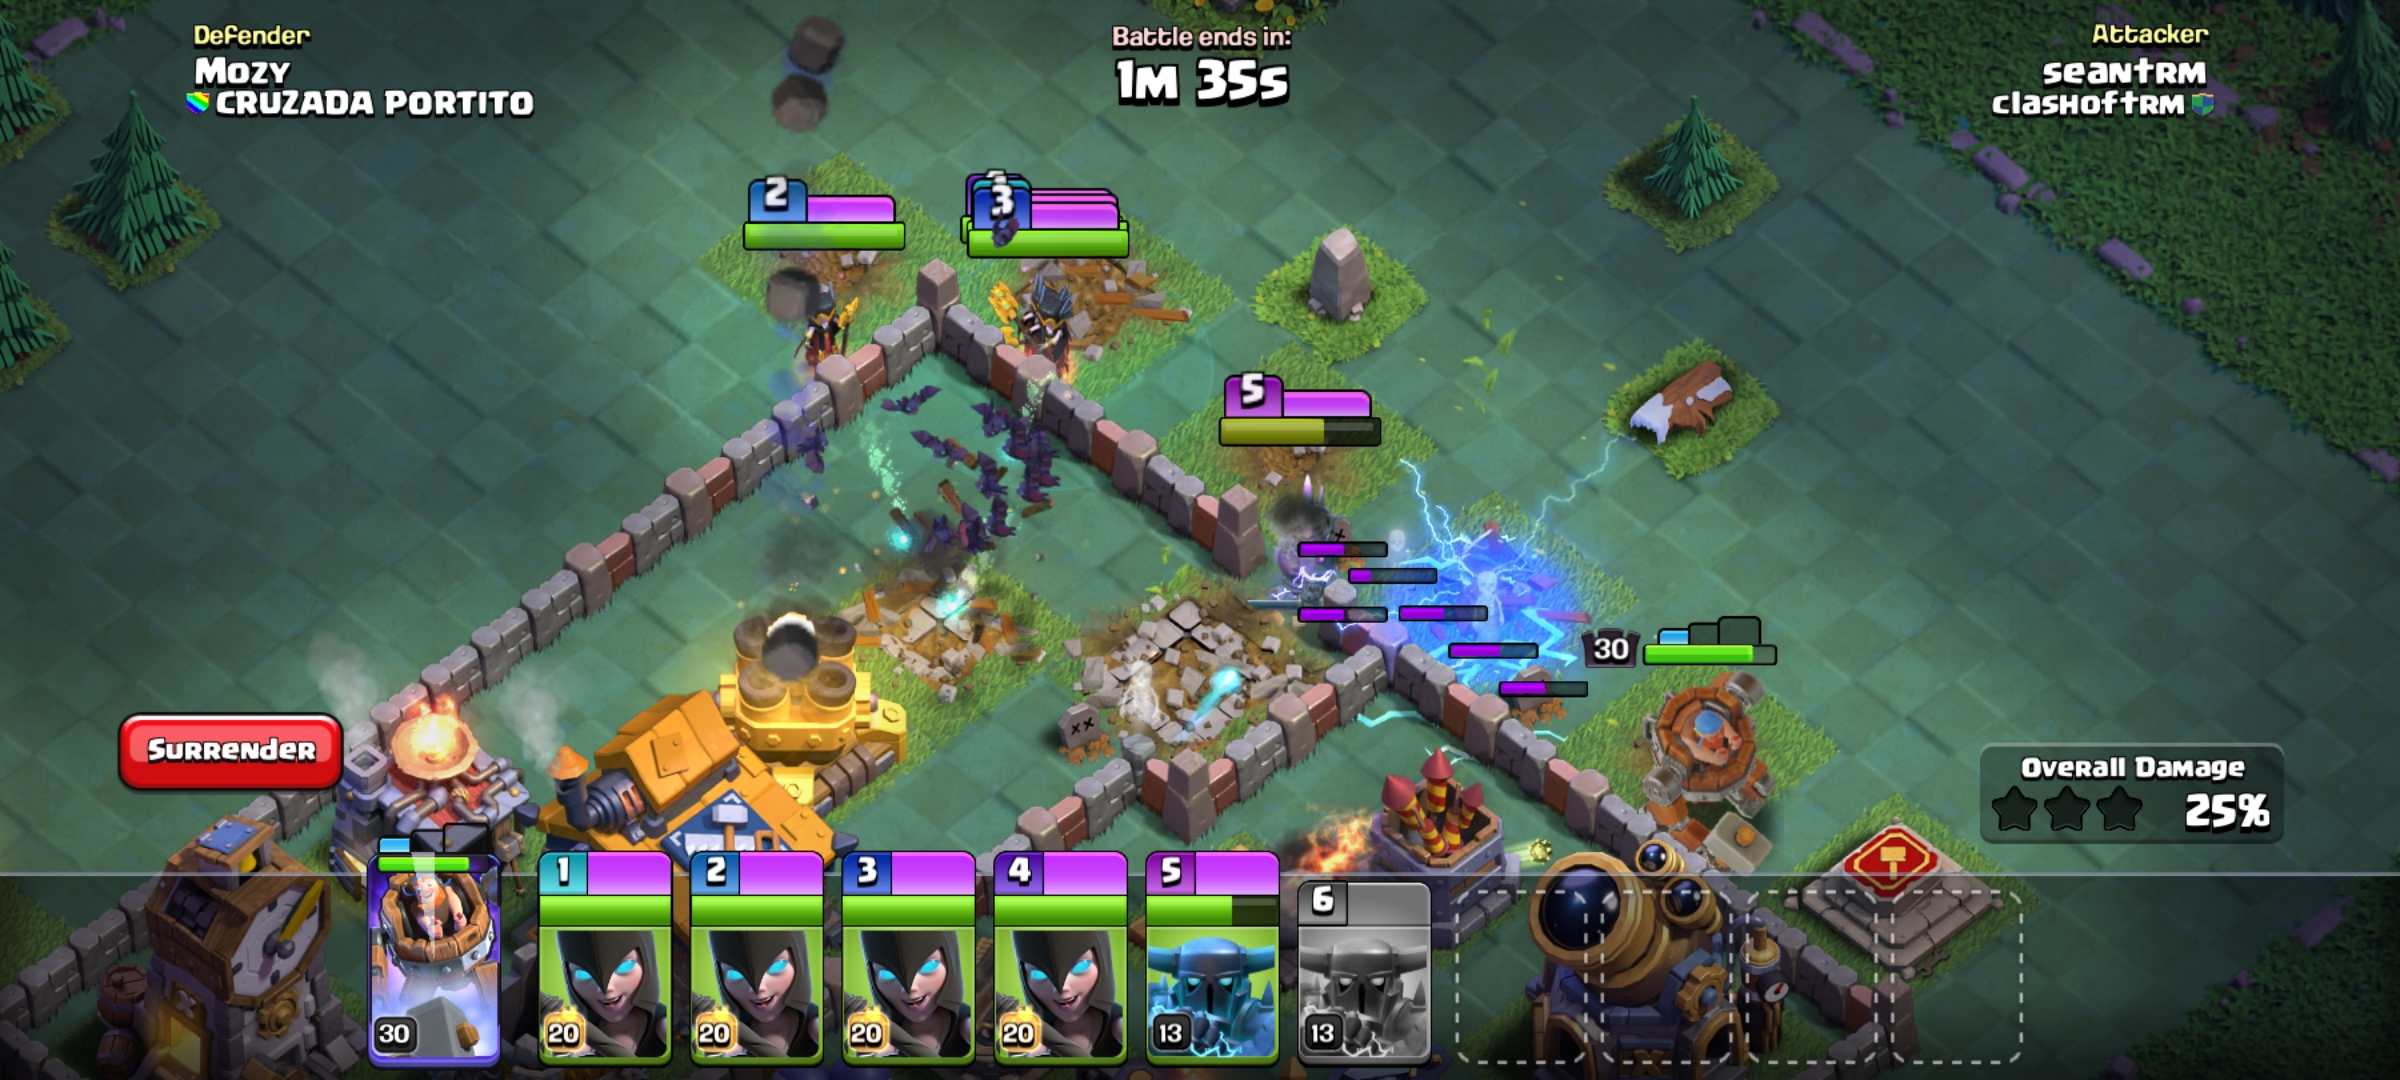 Defender
Mozy
CRUZADA PORTITO
Battle ends in:
1M 35s
Attacker
seantRM
clashoftRM
2
3
5
30
Surrender
Overall Damage
25%
1
2
3
4
5
6
30
20
20
20
20
13
13